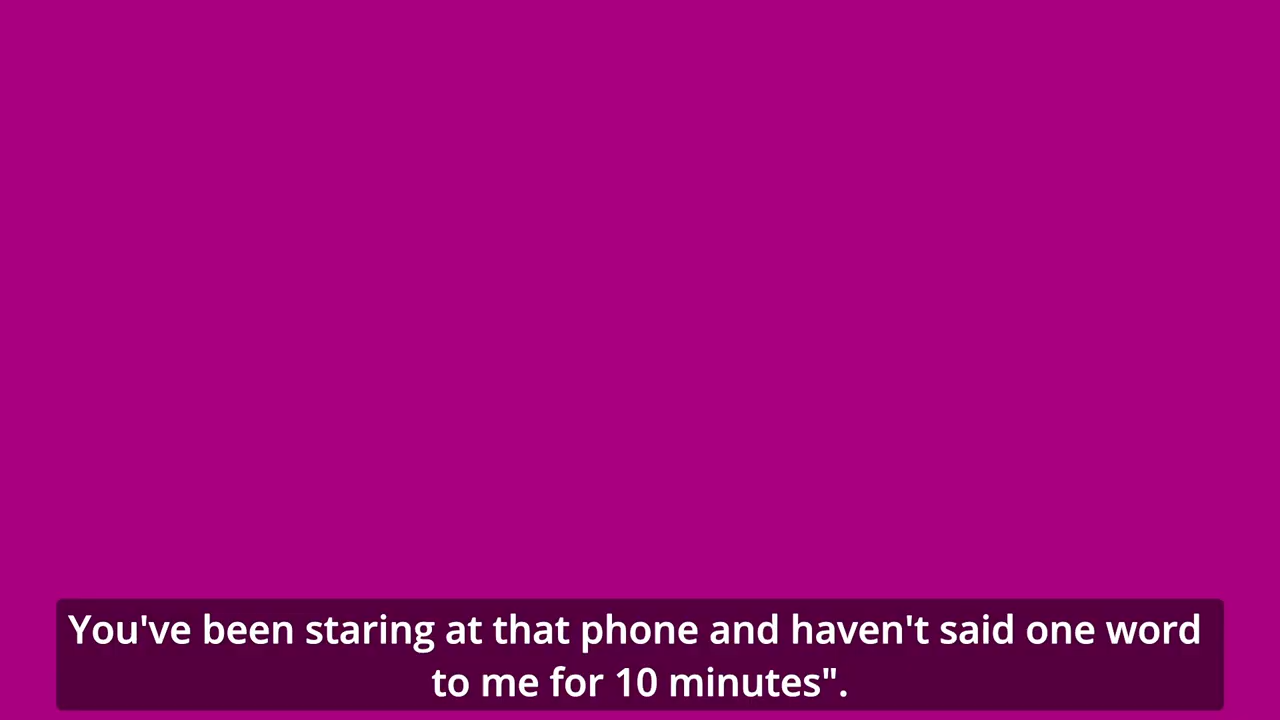 You've been staring at that phone and haven't said one word
to me for 10 minutes".